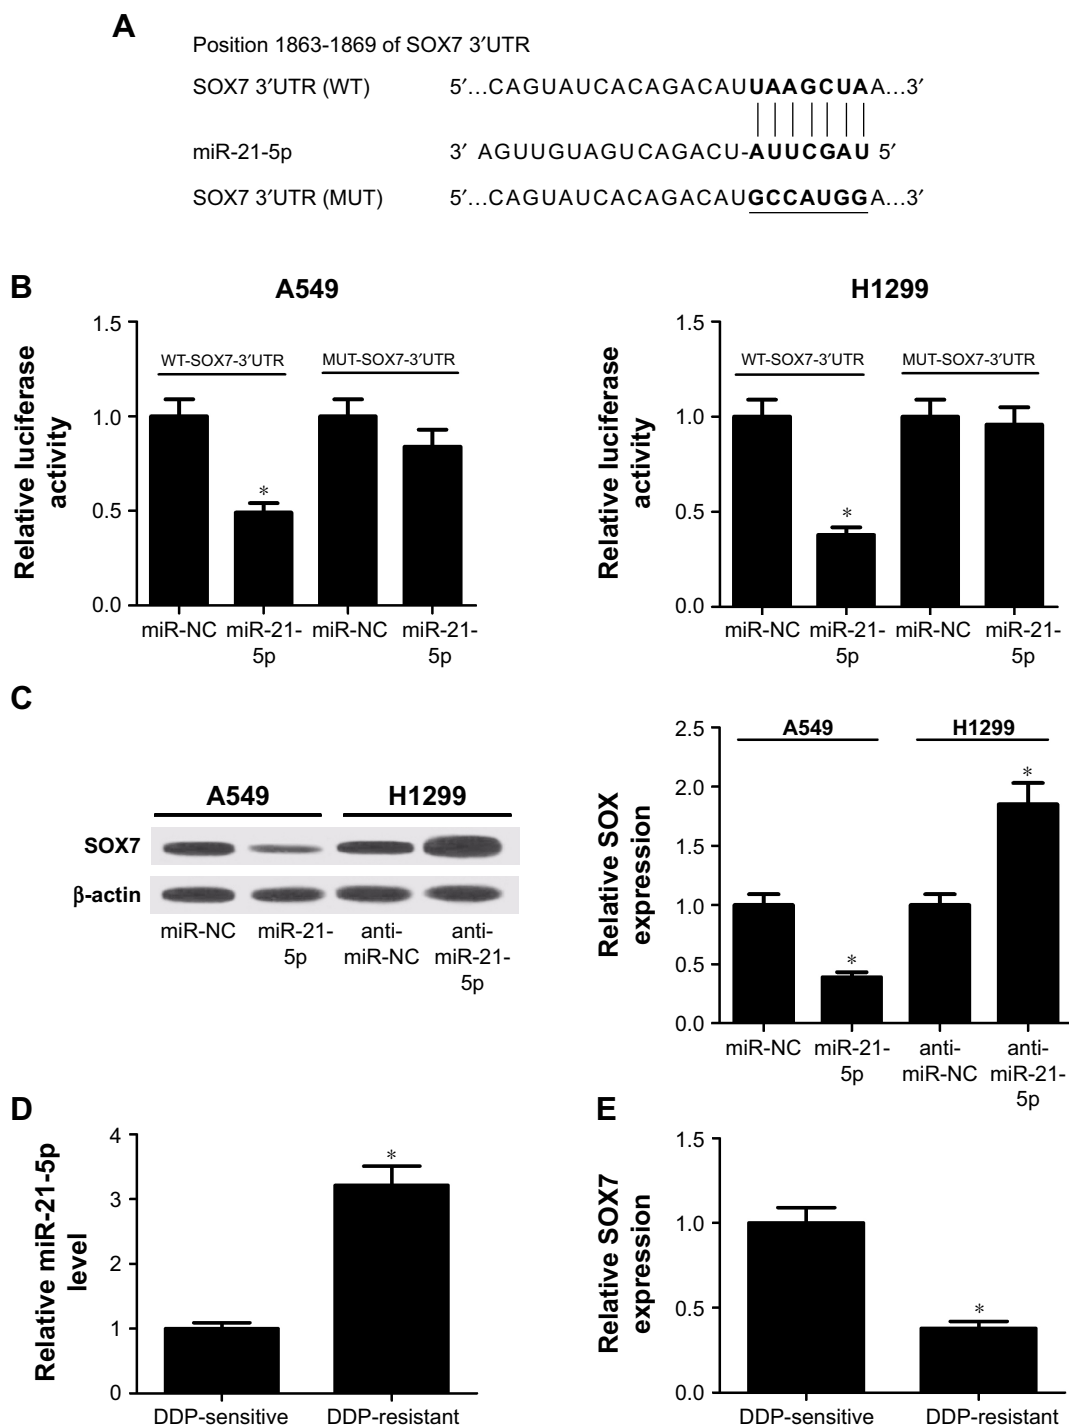 A
Position 1863-1869 of SOX7 3′UTR
SOX7 3′UTR (WT) 5′...CAGUAUCACAGACAUUAAGCUAA...3′
miR-21-5p 3′ AGUUGUAGUCAGACU-AUUCGAU 5′
SOX7 3′UTR (MUT) 5′...CAGUAUCACAGACAUGCCAUGGA...3′
B
A549
Relative luciferase
activity
1.5
1.0
0.5
0.0
WT-SOX7-3′UTR MUT-SOX7-3′UTR
*
miR-NC miR-21- miR-NC miR-21-
5p 5p
H1299
Relative luciferase
activity
1.5
1.0
0.5
0.0
WT-SOX7-3′UTR MUT-SOX7-3′UTR
*
miR-NC miR-21- miR-NC miR-21-
5p 5p
C
A549 H1299
SOX7
β-actin
miR-NC miR-21- anti- anti-
5p miR-NC miR-21-
5p
Relative SOX
expression
2.5
2.0
1.5
1.0
0.5
0.0
A549 H1299
*
*
miR-NC miR-21- anti- anti-
5p miR-NC miR-21-
5p
D
Relative miR-21-5p
level
4
3
2
1
0
*
DDP-sensitive DDP-resistant
E
Relative SOX7
expression
1.5
1.0
0.5
0.0
*
DDP-sensitive DDP-resistant